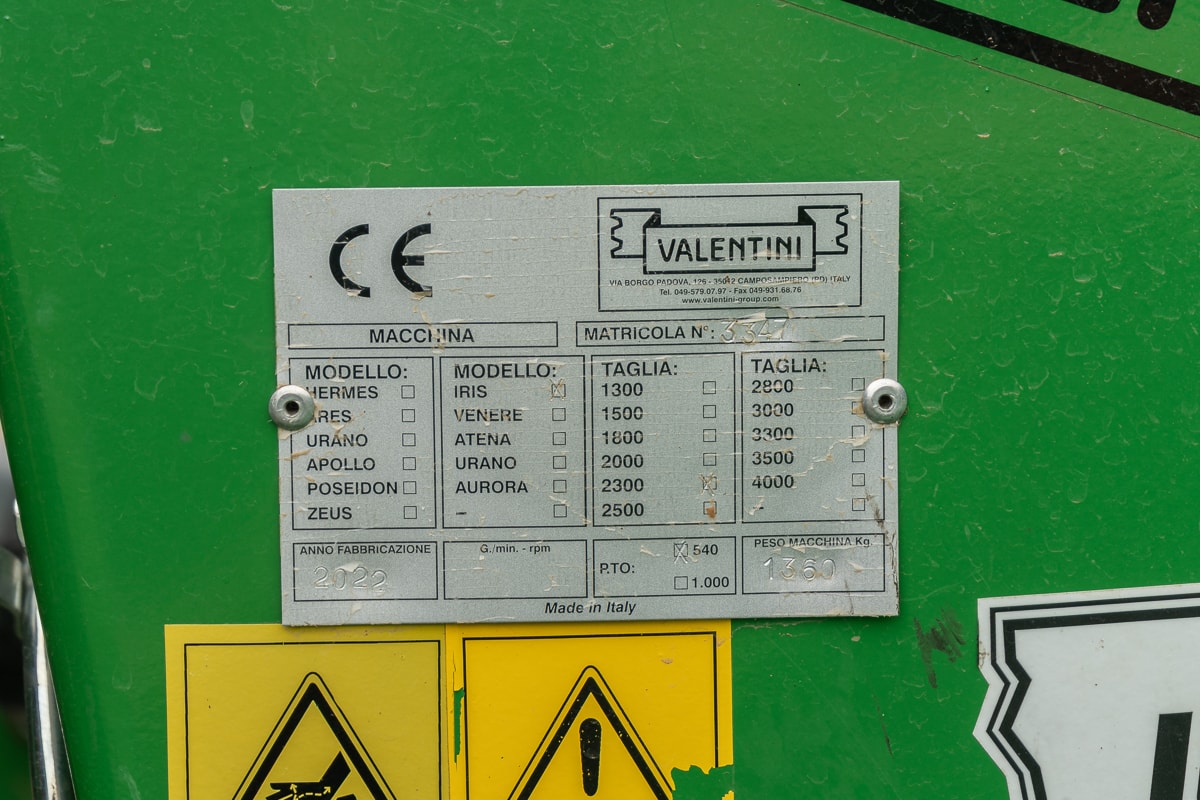 CE
VALENTINI
VIA BORGO PADOVA, 126 - 35012 CAMPOSAMPIERO (PD) ITALY
Tel. 049-579.07.97 - Fax 049-931.68.76
www.valentini-group.com
MACCHINA
MATRICOLA N°: 3347
MODELLO:
HERMES
ARES
URANO
APOLLO
POSEIDON
ZEUS
MODELLO:
IRIS
VENERE
ATENA
URANO
AURORA
–
TAGLIA:
1300
1500
1800
2000
2300
2500
TAGLIA:
2800
3000
3300
3500
4000
ANNO FABBRICAZIONE
2022
G./min. - rpm
P.TO:
540
1.000
PESO MACCHINA Kg.
1360
Made in Italy